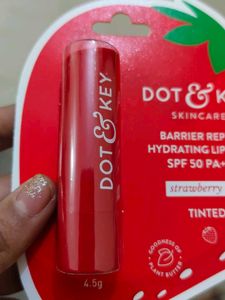 DOT & KEY
DOT & KEY
SKINCARE
BARRIER REP
HYDRATING LIP
SPF 50 PA+
strawberry
TINTED
GOODNESS OF
PLANT BUTTER
4.5g